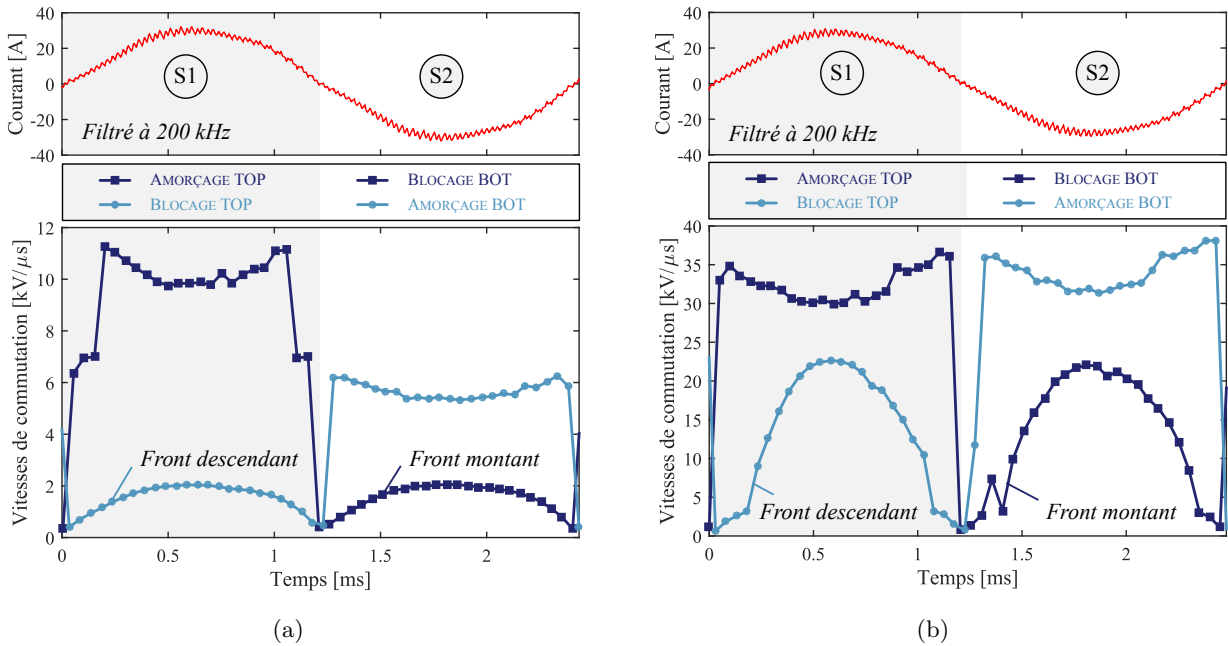 Courant [A]
40
20
0
-20
-40
S1
S2
Filtré à 200 kHz
AMORÇAGE TOP
BLOCAGE BOT
BLOCAGE TOP
AMORÇAGE BOT
Vitesses de commutation [kV/µs]
12
10
8
6
4
2
0
Front descendant
Front montant
0
0.5
1
1.5
2
Temps [ms]
(a)
Courant [A]
40
20
0
-20
-40
S1
S2
Filtré à 200 kHz
AMORÇAGE TOP
BLOCAGE BOT
BLOCAGE TOP
AMORÇAGE BOT
Vitesses de commutation [kV/µs]
40
35
30
25
20
15
10
5
0
Front descendant
Front montant
0
0.5
1
1.5
2
Temps [ms]
(b)